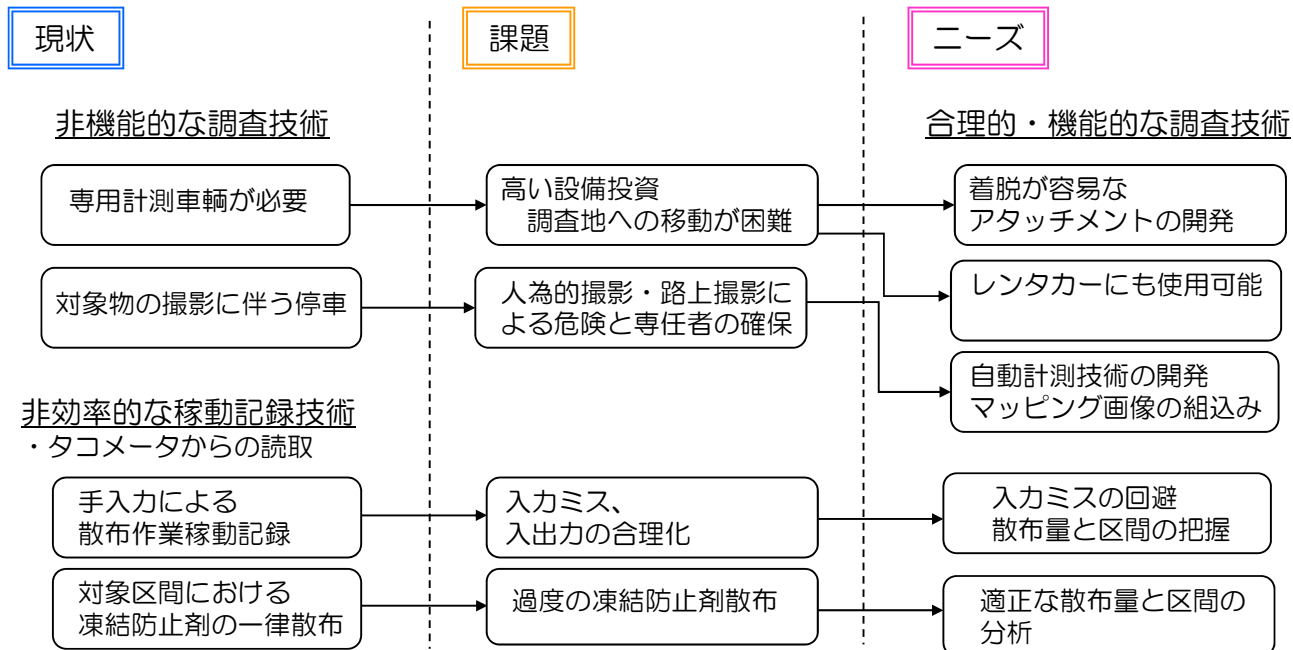 現状
課題
ニーズ
非機能的な調査技術
合理的・機能的な調査技術
専用計測車輌が必要
高い設備投資
調査地への移動が困難
着脱が容易な
アタッチメントの開発
レンタカーにも使用可能
対象物の撮影に伴う停車
人為的撮影・路上撮影に
よる危険と専任者の確保
自動計測技術の開発
マッピング画像の組込み
非効率的な稼動記録技術
・タコメータからの読取
手入力による
散布作業稼動記録
入力ミス、
入出力の合理化
入力ミスの回避
散布量と区間の把握
対象区間における
凍結防止剤の一律散布
過度の凍結防止剤散布
適正な散布量と区間の
分析